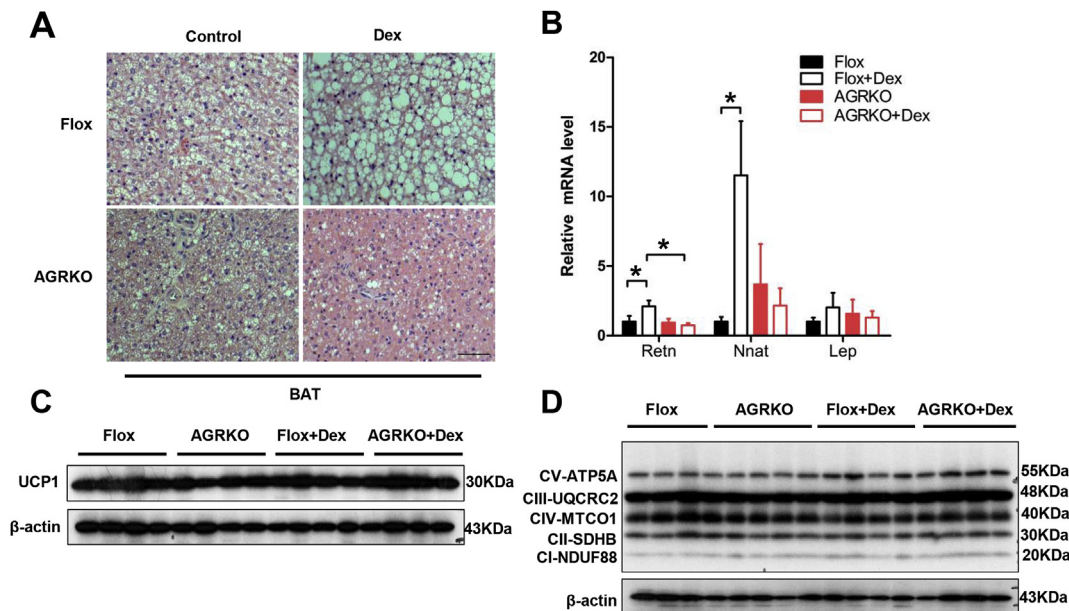 A
Control Dex
Flox
AGRKO
BAT
B
Relative mRNA level
20
15
10
5
0
Flox
Flox+Dex
AGRKO
AGRKO+Dex
*
*
*
Retn Nnat Lep
C
Flox AGRKO Flox+Dex AGRKO+Dex
UCP1 30KDa
β-actin 43KDa
D
Flox AGRKO Flox+Dex AGRKO+Dex
CV-ATP5A 55KDa
CIII-UQCRC2 48KDa
CIV-MTCO1 40KDa
CII-SDHB 30KDa
CI-NDUF88 20KDa
β-actin 43KDa